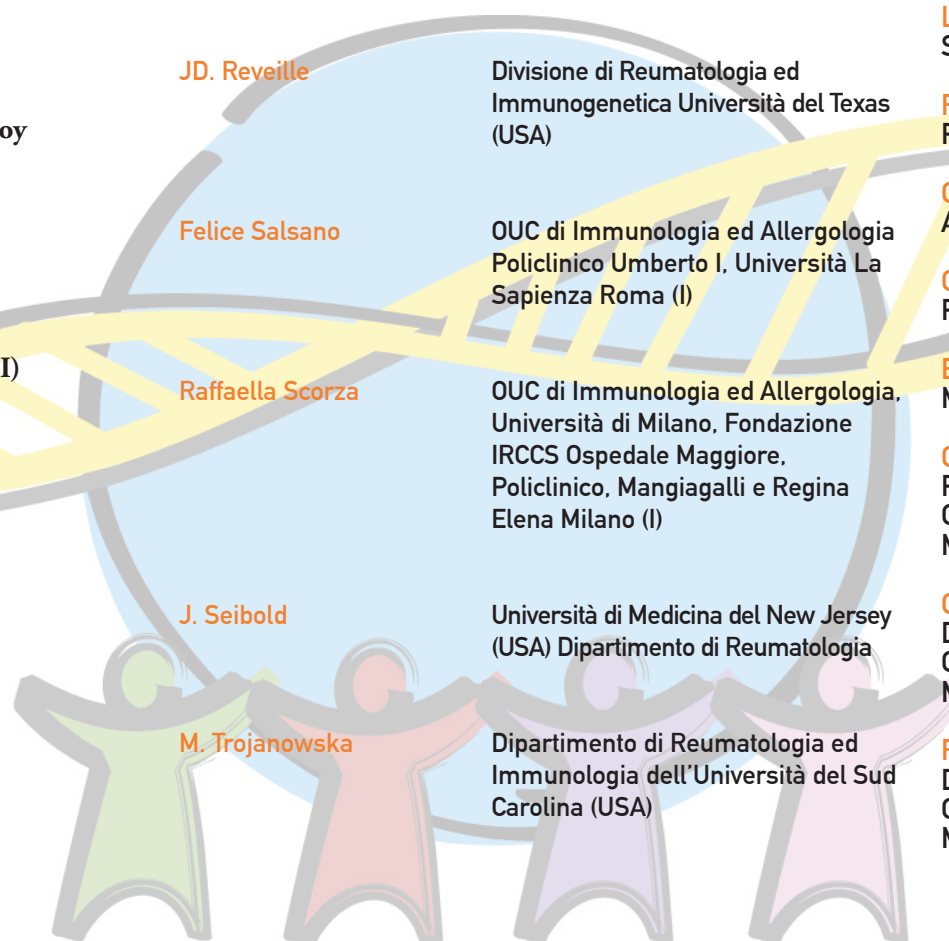 oy
I)
JD. Reveille
Divisione di Reumatologia ed
Immunogenetica Università del Texas
(USA)
Felice Salsano
OUC di Immunologia ed Allergologia
Policlinico Umberto I, Università La
Sapienza Roma (I)
Raffaella Scorza
OUC di Immunologia ed Allergologia,
Università di Milano, Fondazione
IRCCS Ospedale Maggiore,
Policlinico, Mangiagalli e Regina
Elena Milano (I)
J. Seibold
Università di Medicina del New Jersey
(USA) Dipartimento di Reumatologia
M. Trojanowska
Dipartimento di Reumatologia ed
Immunologia dell'Università del Sud
Carolina (USA)